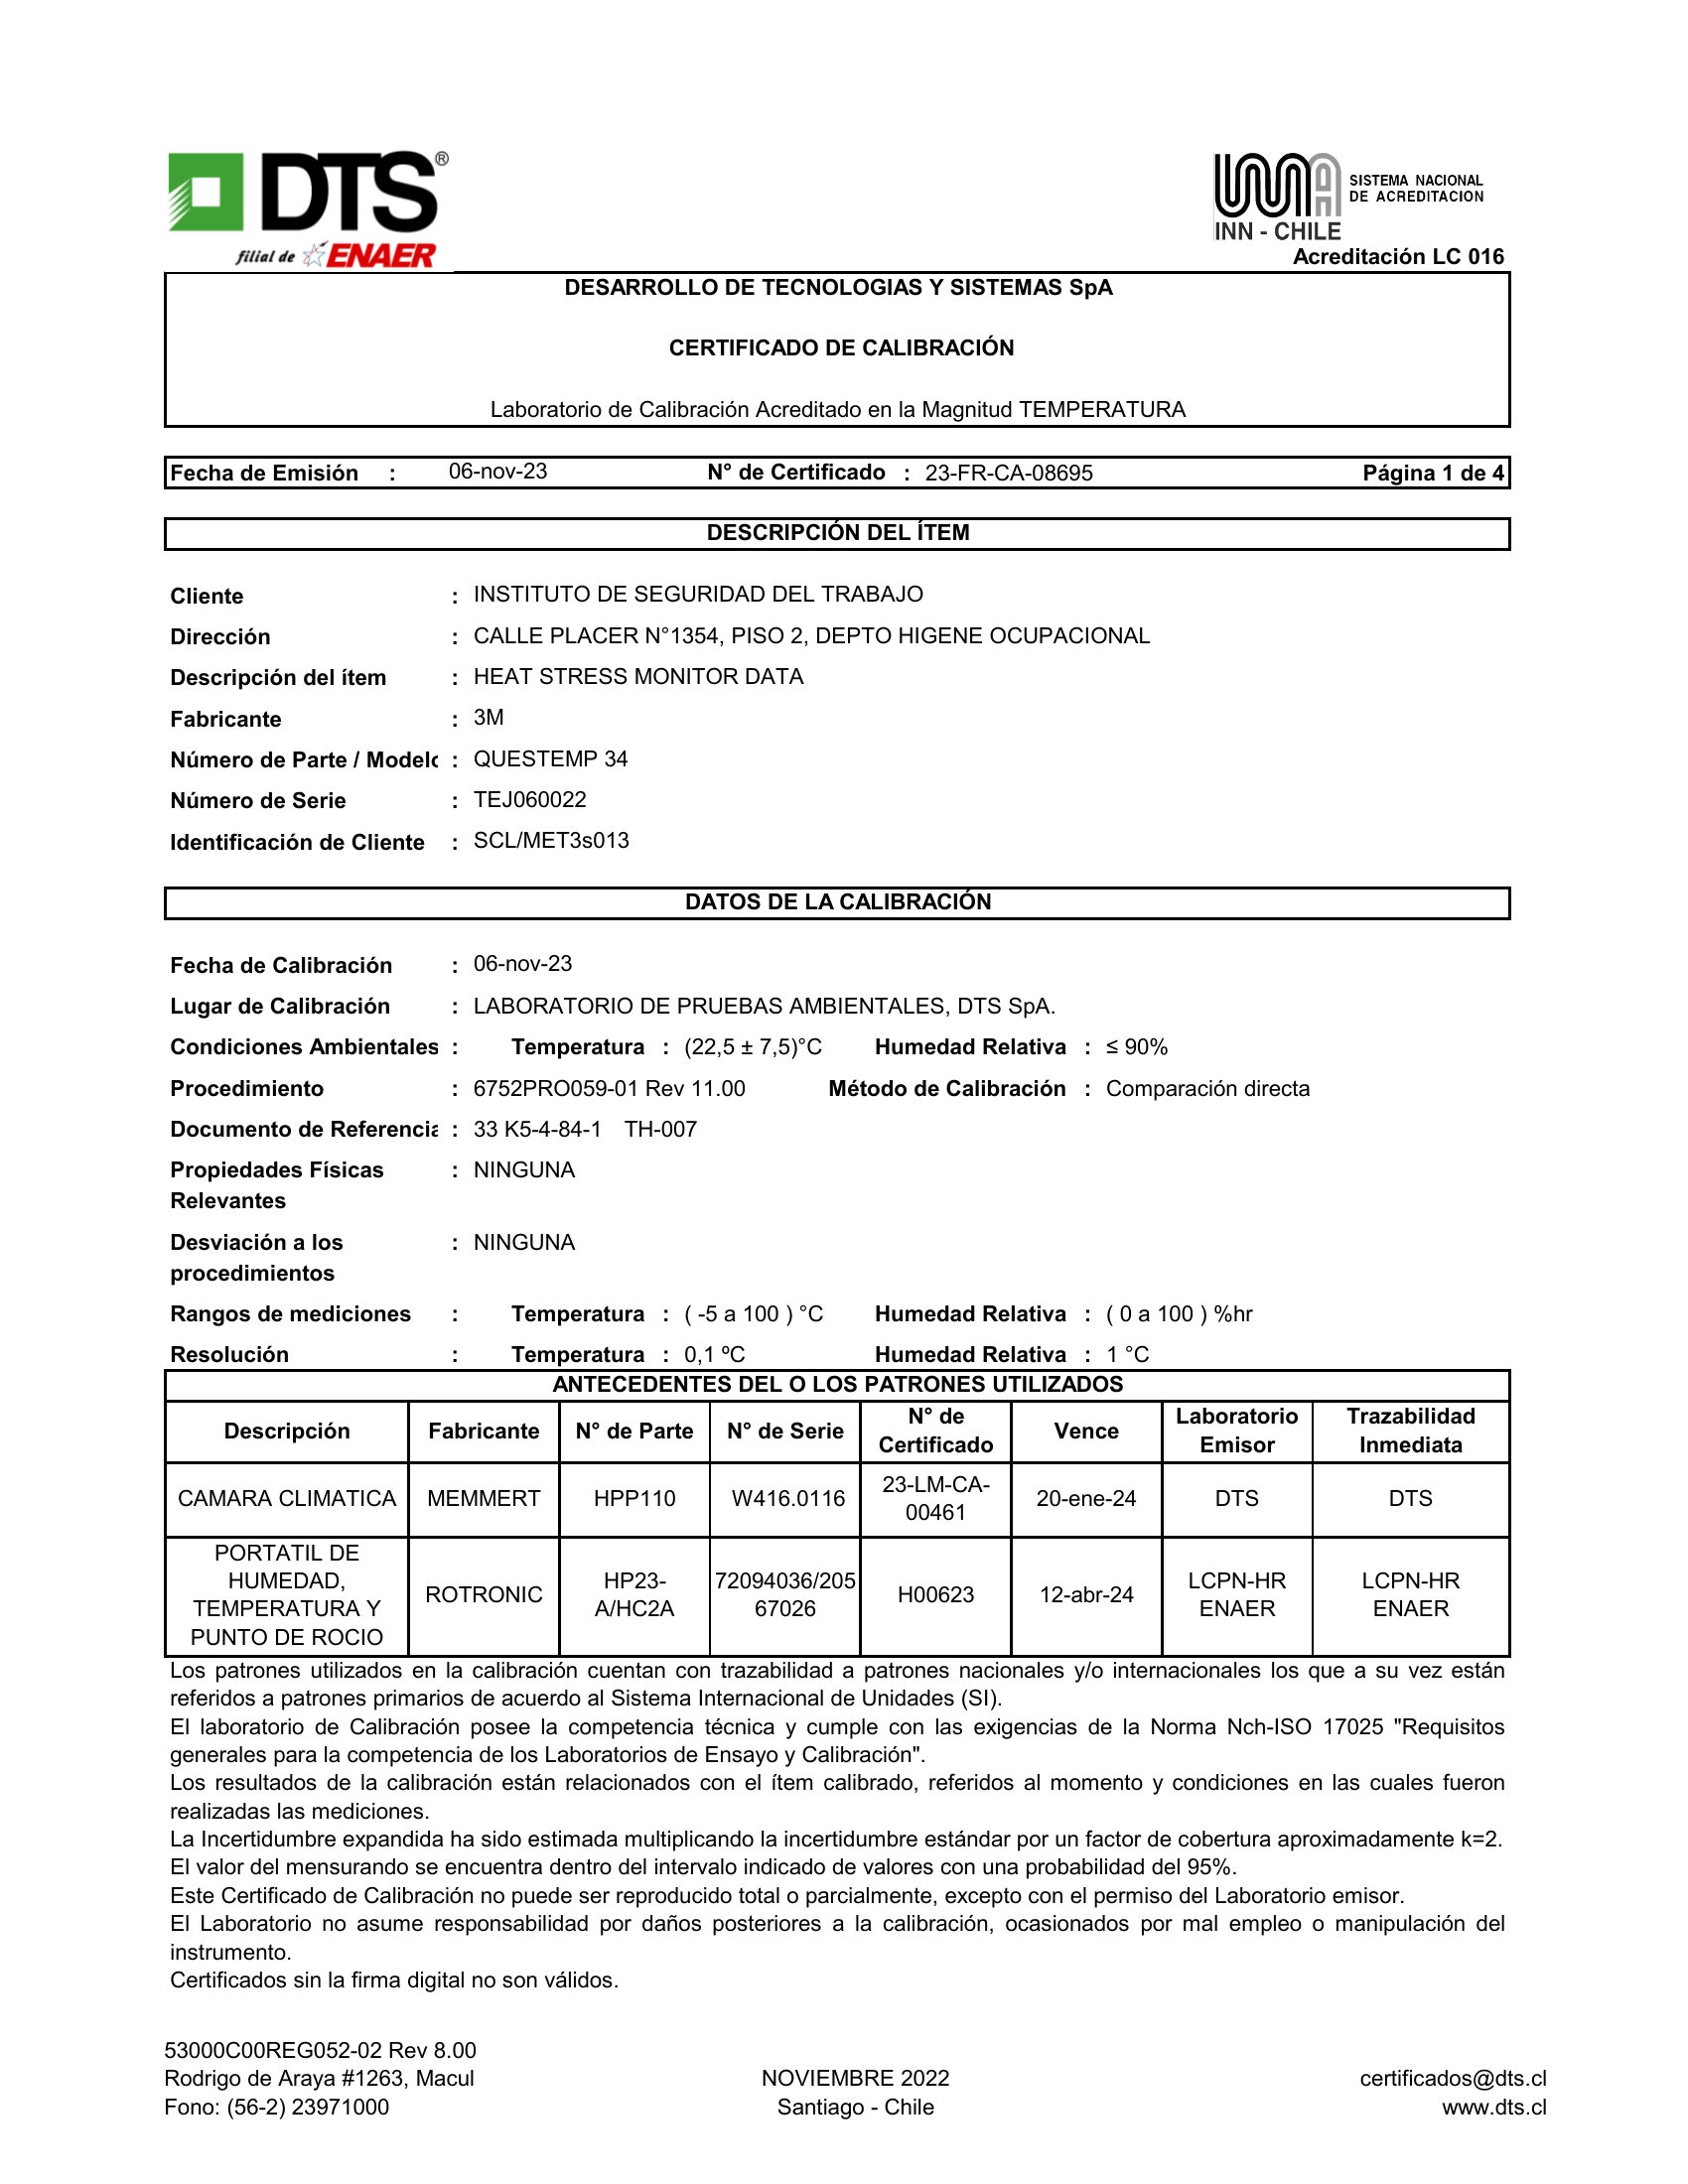 DTS®
filial de ENAER
SISTEMA NACIONAL
DE ACREDITACION
INN - CHILE
Acreditación LC 016
DESARROLLO DE TECNOLOGIAS Y SISTEMAS SpA
CERTIFICADO DE CALIBRACIÓN
Laboratorio de Calibración Acreditado en la Magnitud TEMPERATURA
Fecha de Emisión : 06-nov-23 N° de Certificado : 23-FR-CA-08695 Página 1 de 4
DESCRIPCIÓN DEL ÍTEM
Cliente : INSTITUTO DE SEGURIDAD DEL TRABAJO
Dirección : CALLE PLACER N°1354, PISO 2, DEPTO HIGENE OCUPACIONAL
Descripción del ítem : HEAT STRESS MONITOR DATA
Fabricante : 3M
Número de Parte / Modelo : QUESTEMP 34
Número de Serie : TEJ060022
Identificación de Cliente : SCL/MET3s013
DATOS DE LA CALIBRACIÓN
Fecha de Calibración : 06-nov-23
Lugar de Calibración : LABORATORIO DE PRUEBAS AMBIENTALES, DTS SpA.
Condiciones Ambientales : Temperatura : (22,5 ± 7,5)°C Humedad Relativa : ≤ 90%
Procedimiento : 6752PRO059-01 Rev 11.00 Método de Calibración : Comparación directa
Documento de Referencia : 33 K5-4-84-1 TH-007
Propiedades Físicas : NINGUNA
Relevantes
Desviación a los : NINGUNA
procedimientos
Rangos de mediciones : Temperatura : ( -5 a 100 ) °C Humedad Relativa : ( 0 a 100 ) %hr
Resolución : Temperatura : 0,1 ºC Humedad Relativa : 1 °C
ANTECEDENTES DEL O LOS PATRONES UTILIZADOS
Descripción Fabricante N° de Parte N° de Serie N° de Certificado Vence Laboratorio Emisor Trazabilidad Inmediata
CAMARA CLIMATICA MEMMERT HPP110 W416.0116 23-LM-CA-00461 20-ene-24 DTS DTS
PORTATIL DE HUMEDAD, TEMPERATURA Y PUNTO DE ROCIO ROTRONIC HP23-A/HC2A 72094036/20567026 H00623 12-abr-24 LCPN-HR ENAER LCPN-HR ENAER
Los patrones utilizados en la calibración cuentan con trazabilidad a patrones nacionales y/o internacionales los que a su vez están
referidos a patrones primarios de acuerdo al Sistema Internacional de Unidades (SI).
El laboratorio de Calibración posee la competencia técnica y cumple con las exigencias de la Norma Nch-ISO 17025 "Requisitos
generales para la competencia de los Laboratorios de Ensayo y Calibración".
Los resultados de la calibración están relacionados con el ítem calibrado, referidos al momento y condiciones en las cuales fueron
realizadas las mediciones.
La Incertidumbre expandida ha sido estimada multiplicando la incertidumbre estándar por un factor de cobertura aproximadamente k=2.
El valor del mensurando se encuentra dentro del intervalo indicado de valores con una probabilidad del 95%.
Este Certificado de Calibración no puede ser reproducido total o parcialmente, excepto con el permiso del Laboratorio emisor.
El Laboratorio no asume responsabilidad por daños posteriores a la calibración, ocasionados por mal empleo o manipulación del
instrumento.
Certificados sin la firma digital no son válidos.
53000C00REG052-02 Rev 8.00
Rodrigo de Araya #1263, Macul NOVIEMBRE 2022 certificados@dts.cl
Fono: (56-2) 23971000 Santiago - Chile www.dts.cl